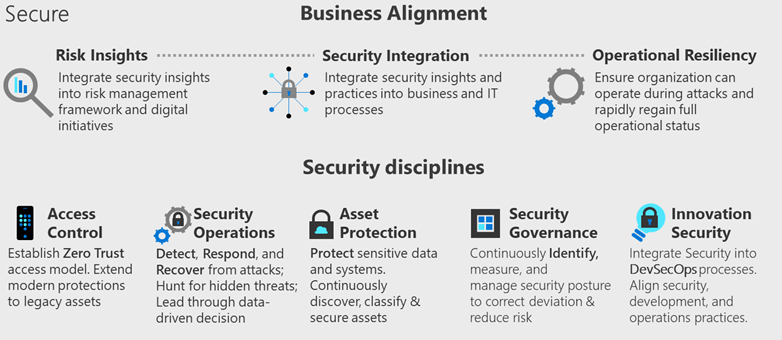 Secure
Business Alignment
Risk Insights
Integrate security insights
into risk management
framework and digital
initiatives
Security Integration
Integrate security insights and
practices into business and IT
processes
Operational Resiliency
Ensure organization can
operate during attacks and
rapidly regain full
operational status
Security disciplines
Access
Control
Establish Zero Trust
access model. Extend
modern protections
to legacy assets
Security
Operations
Detect, Respond, and
Recover from attacks;
Hunt for hidden threats;
Lead through data-
driven decision
Asset
Protection
Protect sensitive data
and systems.
Continuously
discover, classify &
secure assets
Security
Governance
Continuously Identify,
measure, and
manage security posture
to correct deviation &
reduce risk
Innovation
Security
Integrate Security into
DevSecOps processes.
Align security,
development, and
operations practices.